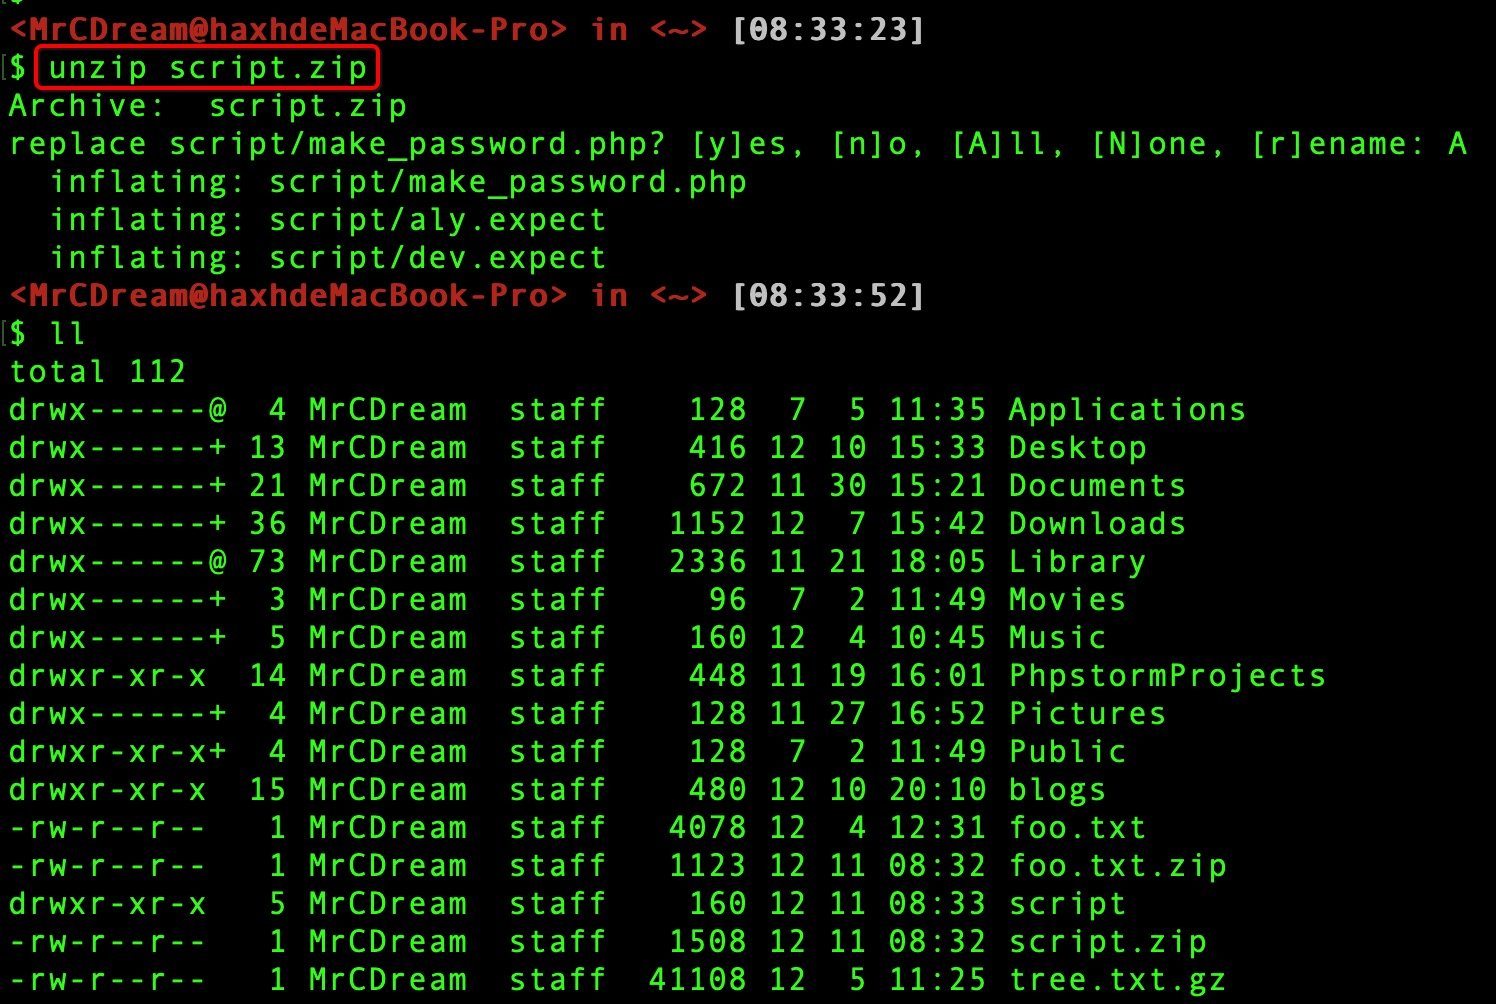 <MrCDream@haxhdeMacBook-Pro> in <~> [08:33:23]
[$ unzip script.zip
Archive:  script.zip
replace script/make_password.php? [y]es, [n]o, [A]ll, [N]one, [r]ename: A
  inflating: script/make_password.php
  inflating: script/aly.expect
  inflating: script/dev.expect
<MrCDream@haxhdeMacBook-Pro> in <~> [08:33:52]
[$ ll
total 112
drwx------@  4 MrCDream  staff    128  7  5 11:35 Applications
drwx------+ 13 MrCDream  staff    416 12 10 15:33 Desktop
drwx------+ 21 MrCDream  staff    672 11 30 15:21 Documents
drwx------+ 36 MrCDream  staff   1152 12  7 15:42 Downloads
drwx------@ 73 MrCDream  staff   2336 11 21 18:05 Library
drwx------+  3 MrCDream  staff     96  7  2 11:49 Movies
drwx------+  5 MrCDream  staff    160 12  4 10:45 Music
drwxr-xr-x  14 MrCDream  staff    448 11 19 16:01 PhpstormProjects
drwx------+  4 MrCDream  staff    128 11 27 16:52 Pictures
drwxr-xr-x+  4 MrCDream  staff    128  7  2 11:49 Public
drwxr-xr-x  15 MrCDream  staff    480 12 10 20:10 blogs
-rw-r--r--   1 MrCDream  staff   4078 12  4 12:31 foo.txt
-rw-r--r--   1 MrCDream  staff   1123 12 11 08:32 foo.txt.zip
drwxr-xr-x   5 MrCDream  staff    160 12 11 08:33 script
-rw-r--r--   1 MrCDream  staff   1508 12 11 08:32 script.zip
-rw-r--r--   1 MrCDream  staff  41108 12  5 11:25 tree.txt.gz